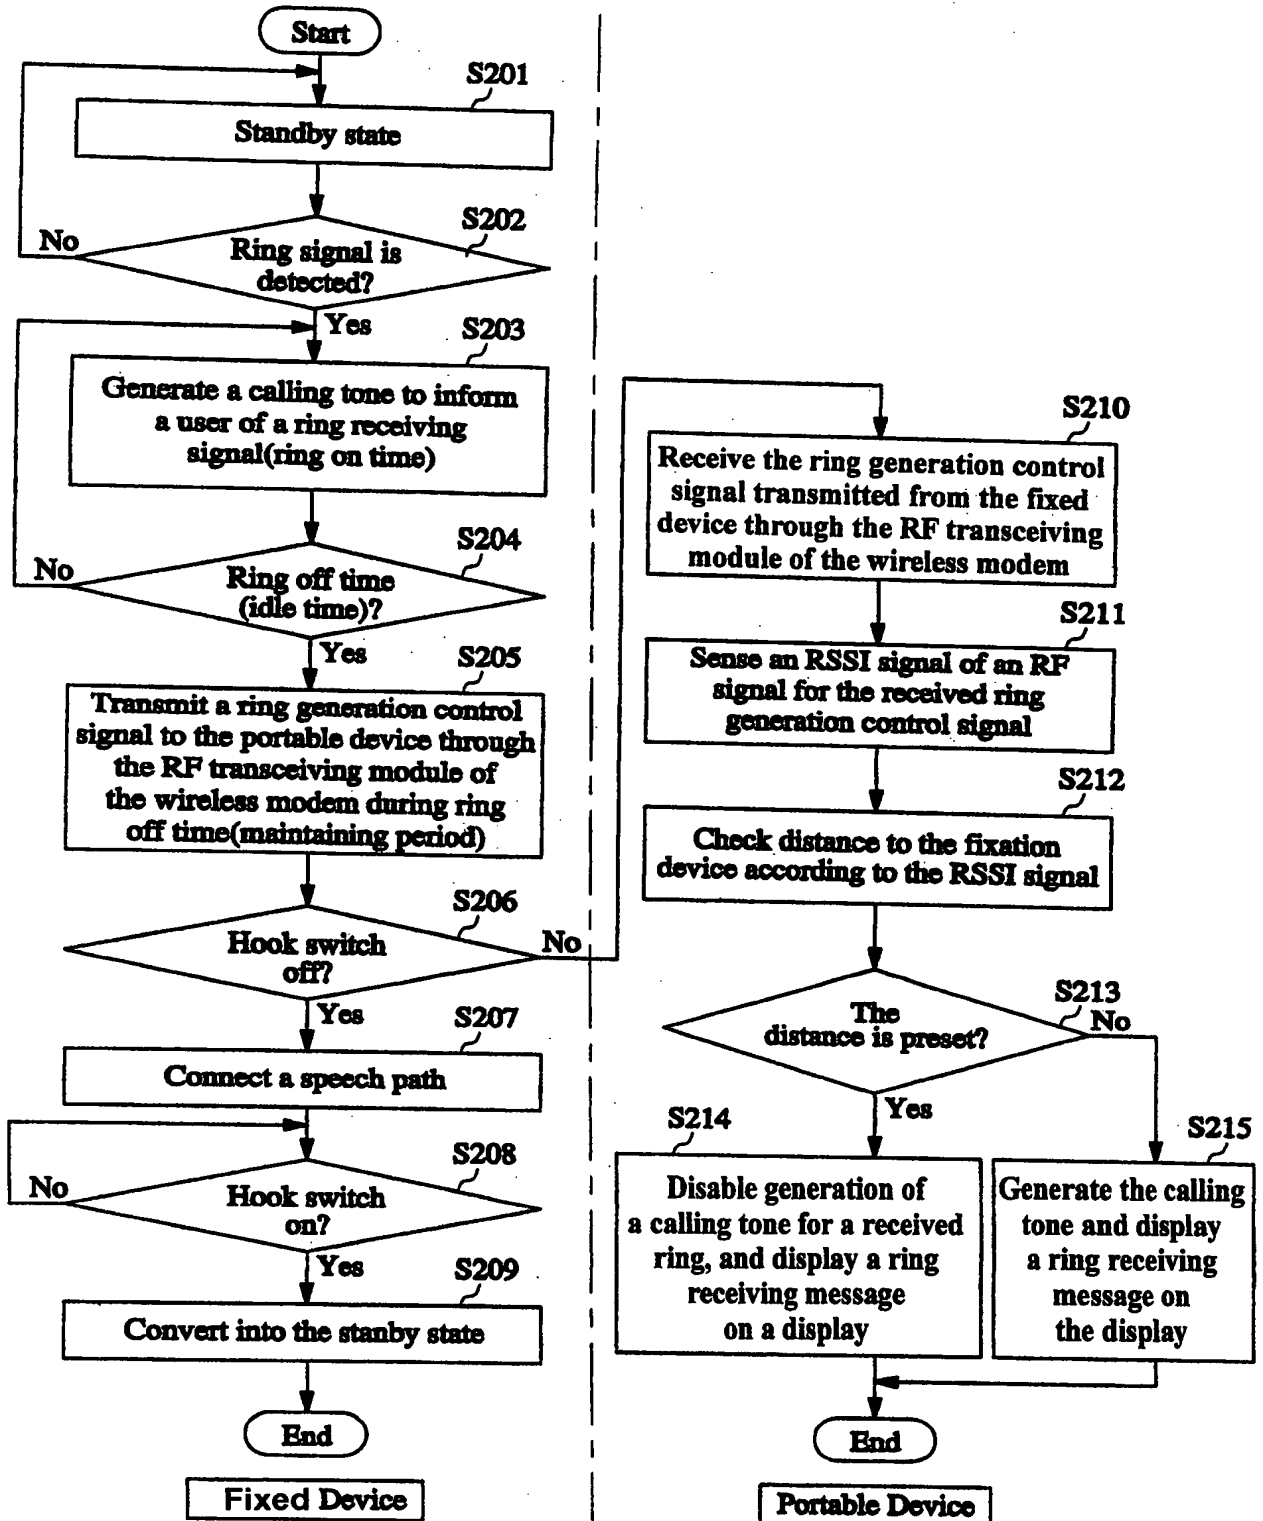 Start
S201
Standby state
S202
No
Ring signal is
detected?
Yes
S203
Generate a calling tone to inform
a user of a ring receiving
signal(ring on time)
S204
No
Ring off time
(idle time)?
Yes
S205
Transmit a ring generation control
signal to the portable device through
the RF transceiving module of
the wireless modem during ring
off time(maintaining period)
S206
Hook switch
off?
No
Yes
S207
Connect a speech path
S208
No
Hook switch
on?
Yes
S209
Convert into the stanby state
End
Fixed Device
S210
Receive the ring generation control
signal transmitted from the fixed
device through the RF transceiving
module of the wireless modem
S211
Sense an RSSI signal of an RF
signal for the received ring
generation control signal
S212
Check distance to the fixation
device according to the RSSI signal
S213
The
distance is preset?
No
Yes
S214
Disable generation of
a calling tone for a received
ring, and display a ring
receiving message
on a display
S215
Generate the calling
tone and display
a ring receiving
message on
the display
End
Portable Device